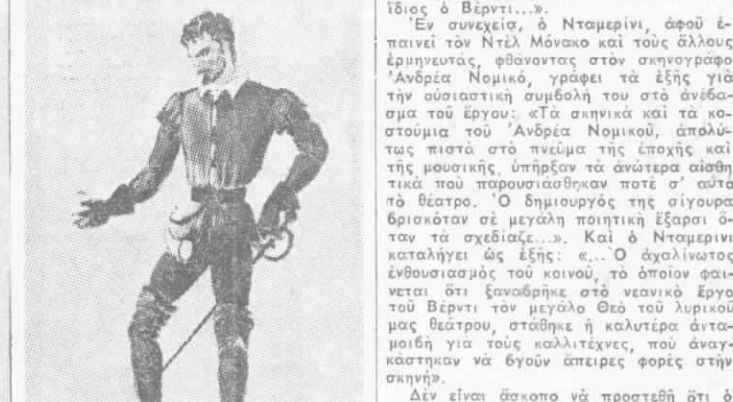 ἴδιος ὁ Βέρντι...».
Ἐν συνεχείᾳ, ὁ Νταμερίνι, ἀφοῦ ἐ-
παινεῖ τὸν Ντὲλ Μόνακο καὶ τοὺς ἄλλους
ἑρμηνευτάς, φθάνοντας στὸν σκηνογράφο
Ἀνδρέα Νομικό, γράφει τὰ ἑξῆς γιὰ
τὴν οὐσιαστικὴ συμβολή του στὸ ἀνέβα-
σμα τοῦ ἔργου: «Τὰ σκηνικὰ καὶ τὰ κο-
στούμια τοῦ Ἀνδρέα Νομικοῦ, ἀπολύ-
τως πιστὰ στὸ πνεῦμα τῆς ἐποχῆς καὶ
τῆς μουσικῆς, ὑπῆρξαν τὰ ἀνώτερα αἰσθη
τικὰ ποὺ παρουσιάσθηκαν ποτὲ σ' αὐτὸ
τὸ θέατρο. Ὁ δημιουργός της σίγουρα
βρισκόταν σὲ μεγάλη ποιητικὴ ἔξαρσι ὅ-
ταν τὰ σχεδίαζε...». Καὶ ὁ Νταμερίνι
καταλήγει ὡς ἑξῆς: «...Ὁ ἀχαλίνωτος
ἐνθουσιασμὸς τοῦ κοινοῦ, τὸ ὁποῖον φαί-
νεται ὅτι ξαναβρῆκε στὸ νεανικὸ ἔργο
τοῦ Βέρντι τὸν μεγάλο Θεὸ τοῦ λυρικοῦ
μας θεάτρου, στάθηκε ἡ καλυτέρα ἀντα-
μοιβὴ γιὰ τοὺς καλλιτέχνες, ποὺ ἀναγ-
κάστηκαν νὰ βγοῦν ἄπειρες φορὲς στὴν
σκηνή».
Δὲν εἶναι ἄσκοπο νὰ προστεθῆ ὅτι ὁ